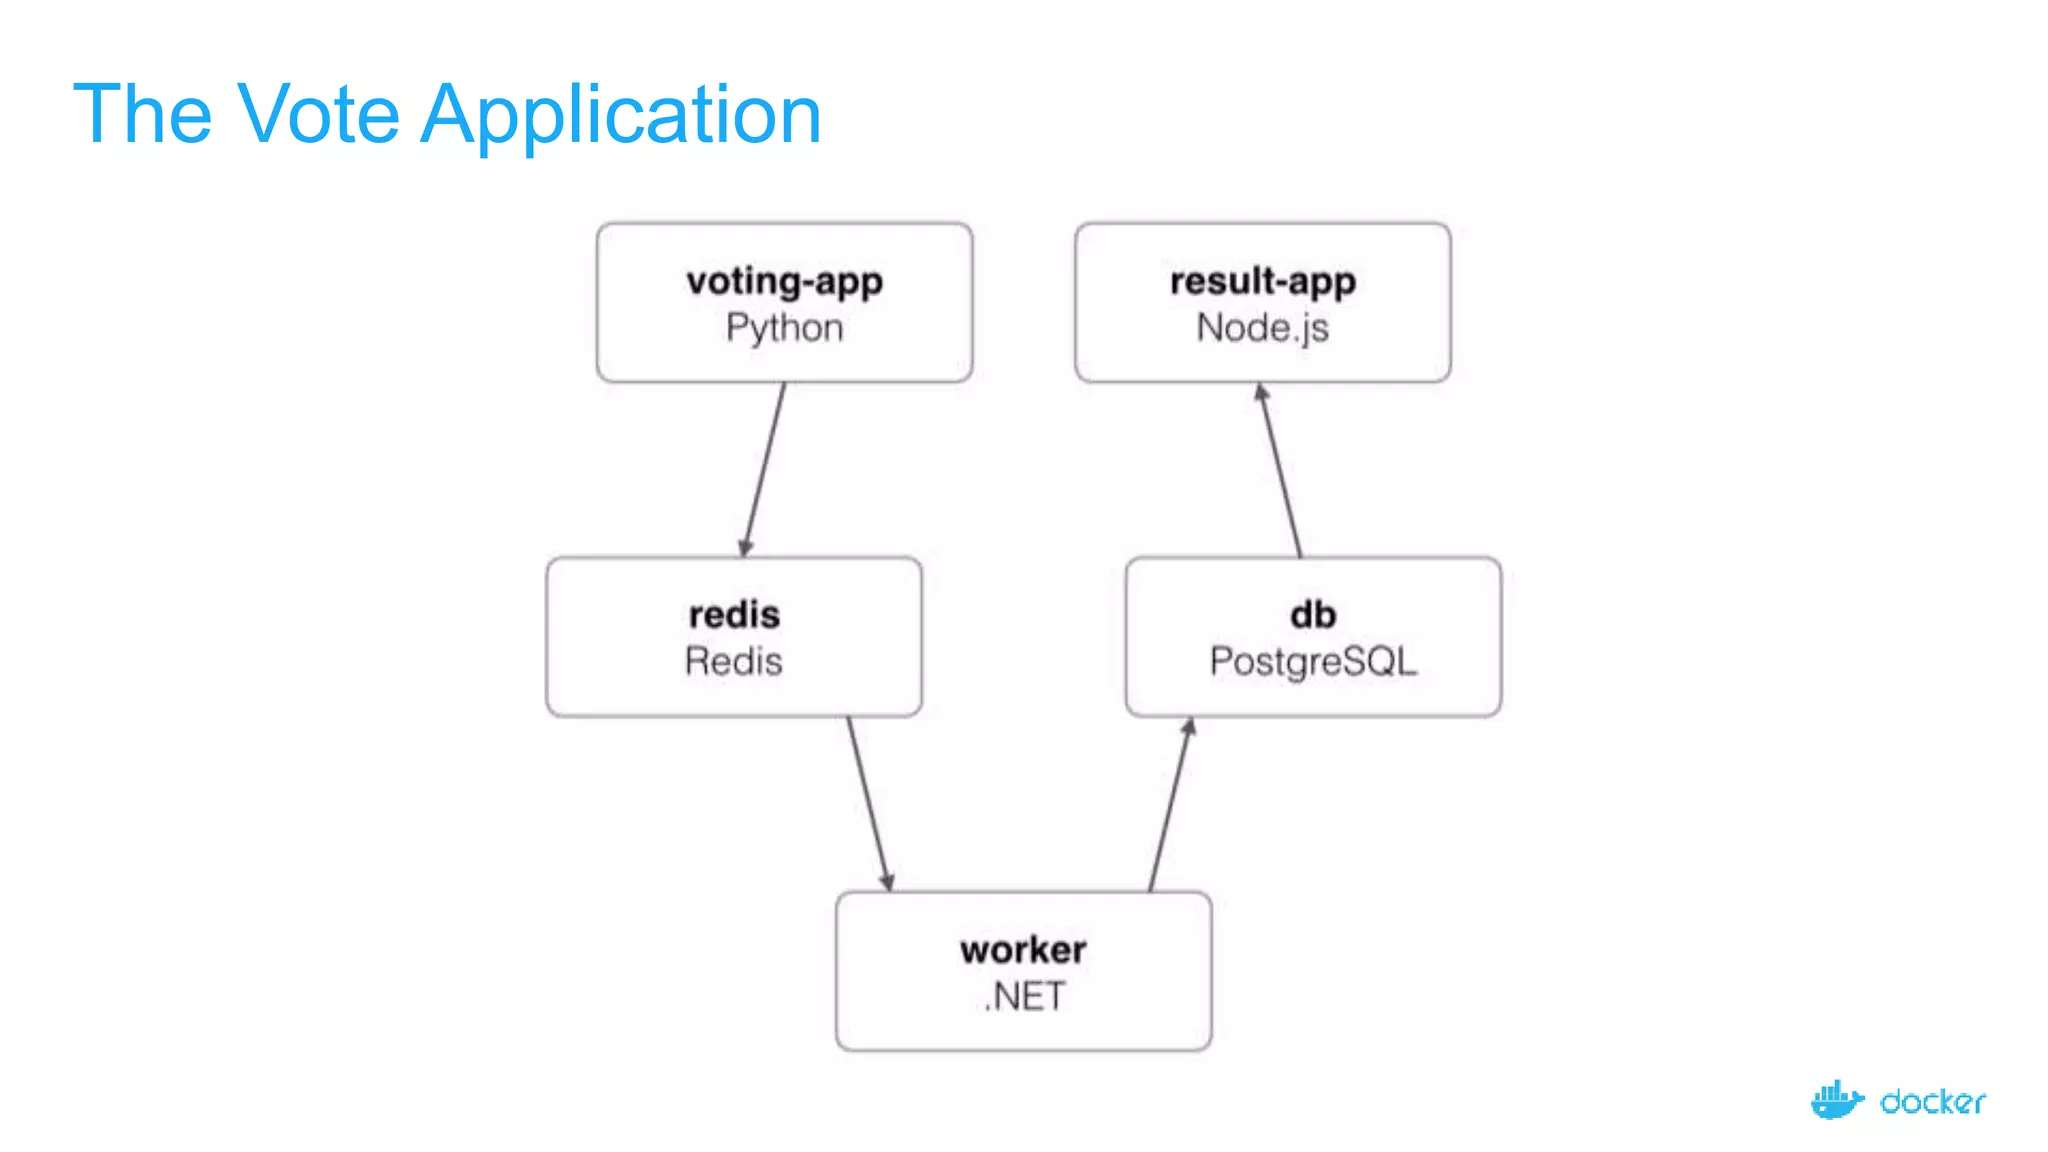 The Vote Application
voting-app
Python
result-app
Node.js
redis
Redis
db
PostgreSQL
worker
.NET
docker